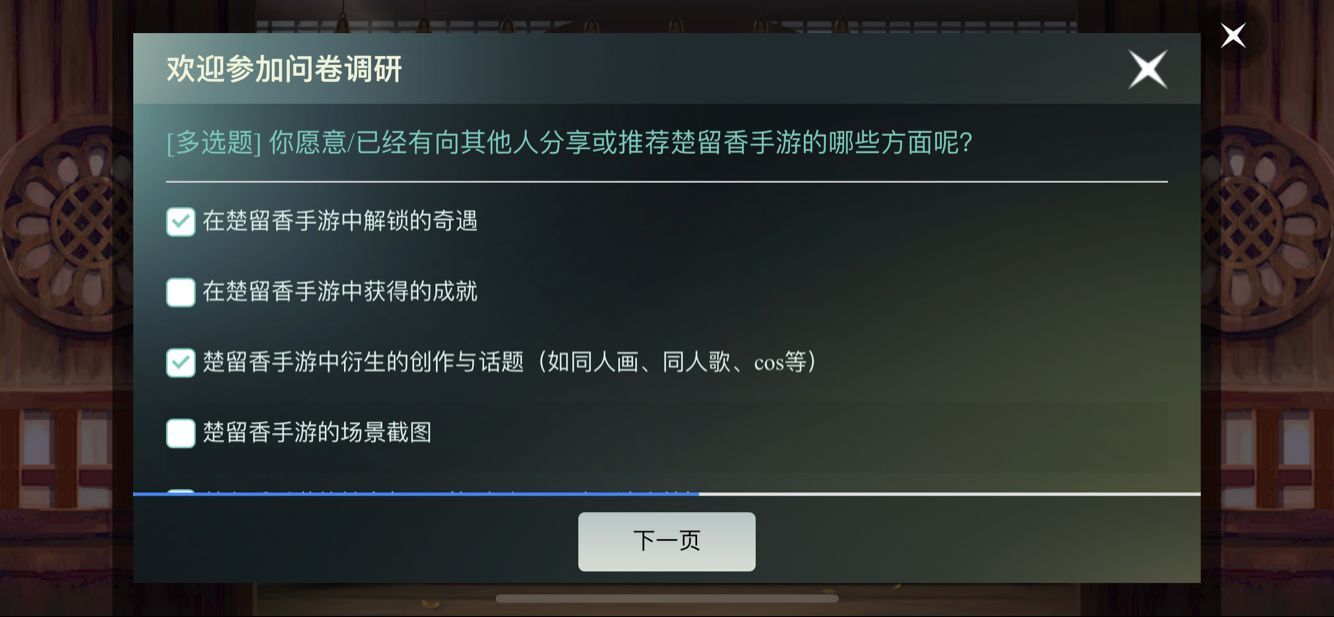 欢迎参加问卷调研
[多选题] 你愿意/已经有向其他人分享或推荐楚留香手游的哪些方面呢?
在楚留香手游中解锁的奇遇
在楚留香手游中获得的成就
楚留香手游中衍生的创作与话题（如同人画、同人歌、cos等）
楚留香手游的场景截图
下一页